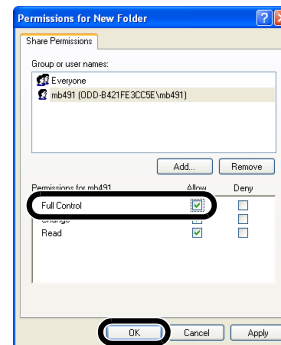 Permissions for New Folder
Share Permissions
Group or user names:
Everyone
mb491 (ODD-B421FE3CC5E\mb491)
Add... Remove
Permissions for mb491 Allow Deny
Full Control
Change
Read
OK Cancel Apply